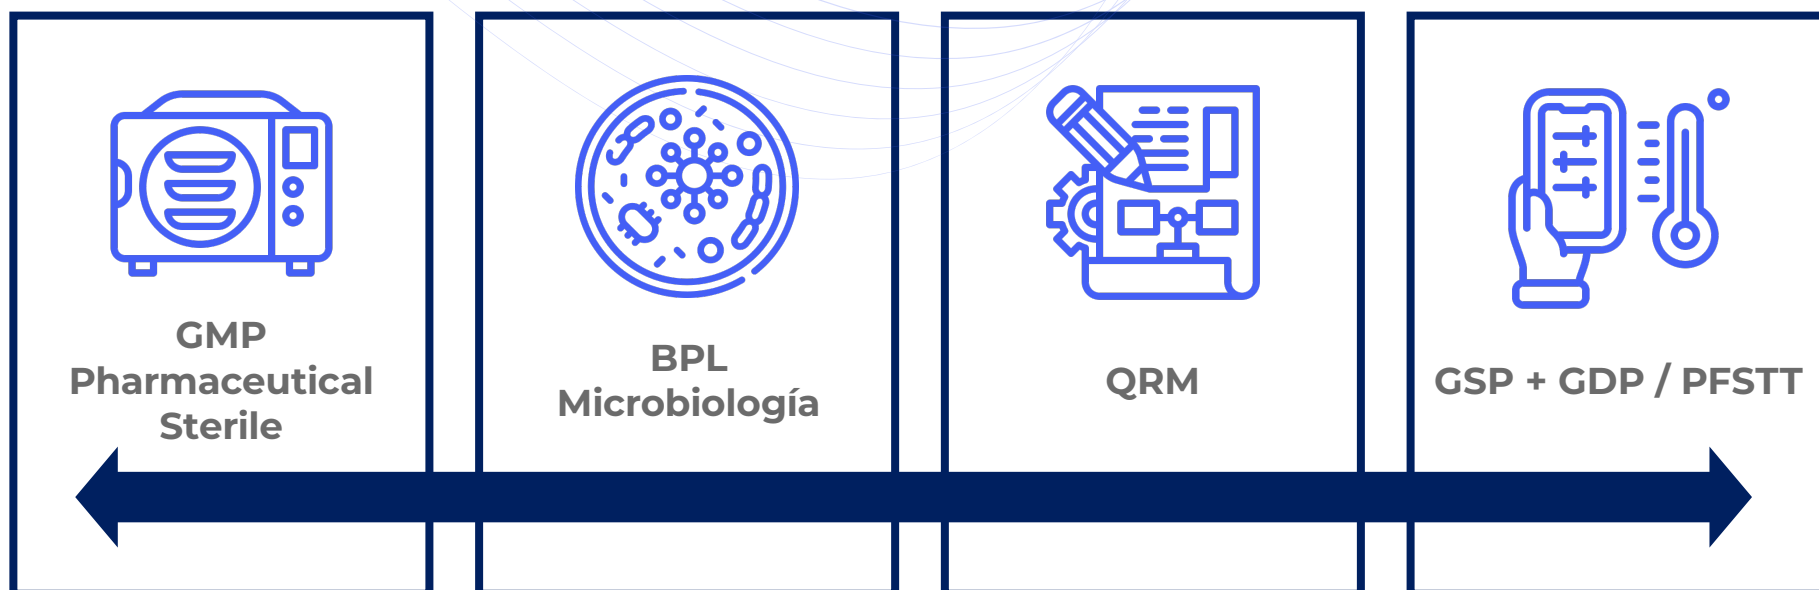 GMP
Pharmaceutical
Sterile
BPL
Microbiología
QRM
GSP + GDP / PFSTT